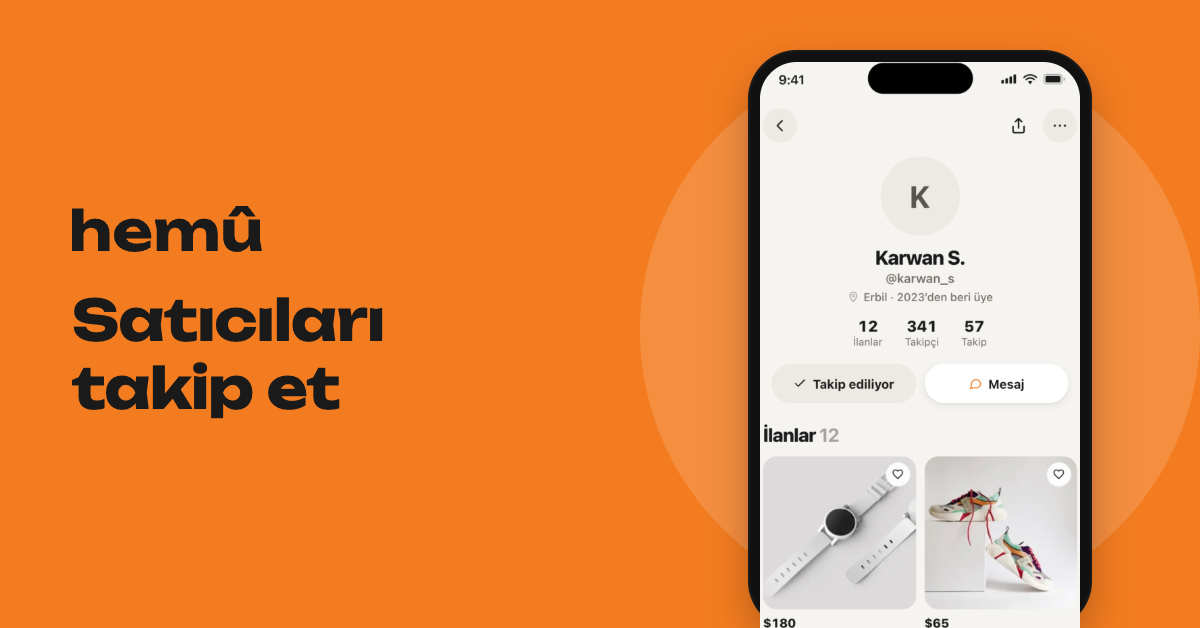 hemû
Satıcıları
takip et
9:41
K
Karwan S.
@karwan_s
Erbil · 2023'den beri üye
12 341 57
İlanlar Takipçi Takip
Takip ediliyor Mesaj
İlanlar 12
$180 $65